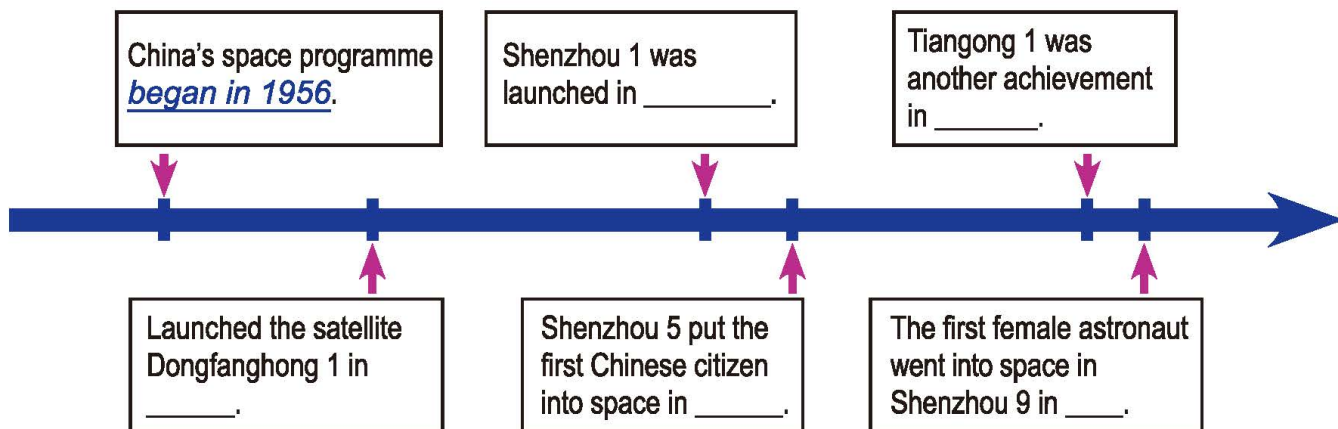 China's space programme
began in 1956.
Shenzhou 1 was
launched in _________.
Tiangong 1 was
another achievement
in _______.
Launched the satellite
Dongfanghong 1 in
______.
Shenzhou 5 put the
first Chinese citizen
into space in ______.
The first female astronaut
went into space in
Shenzhou 9 in ____.